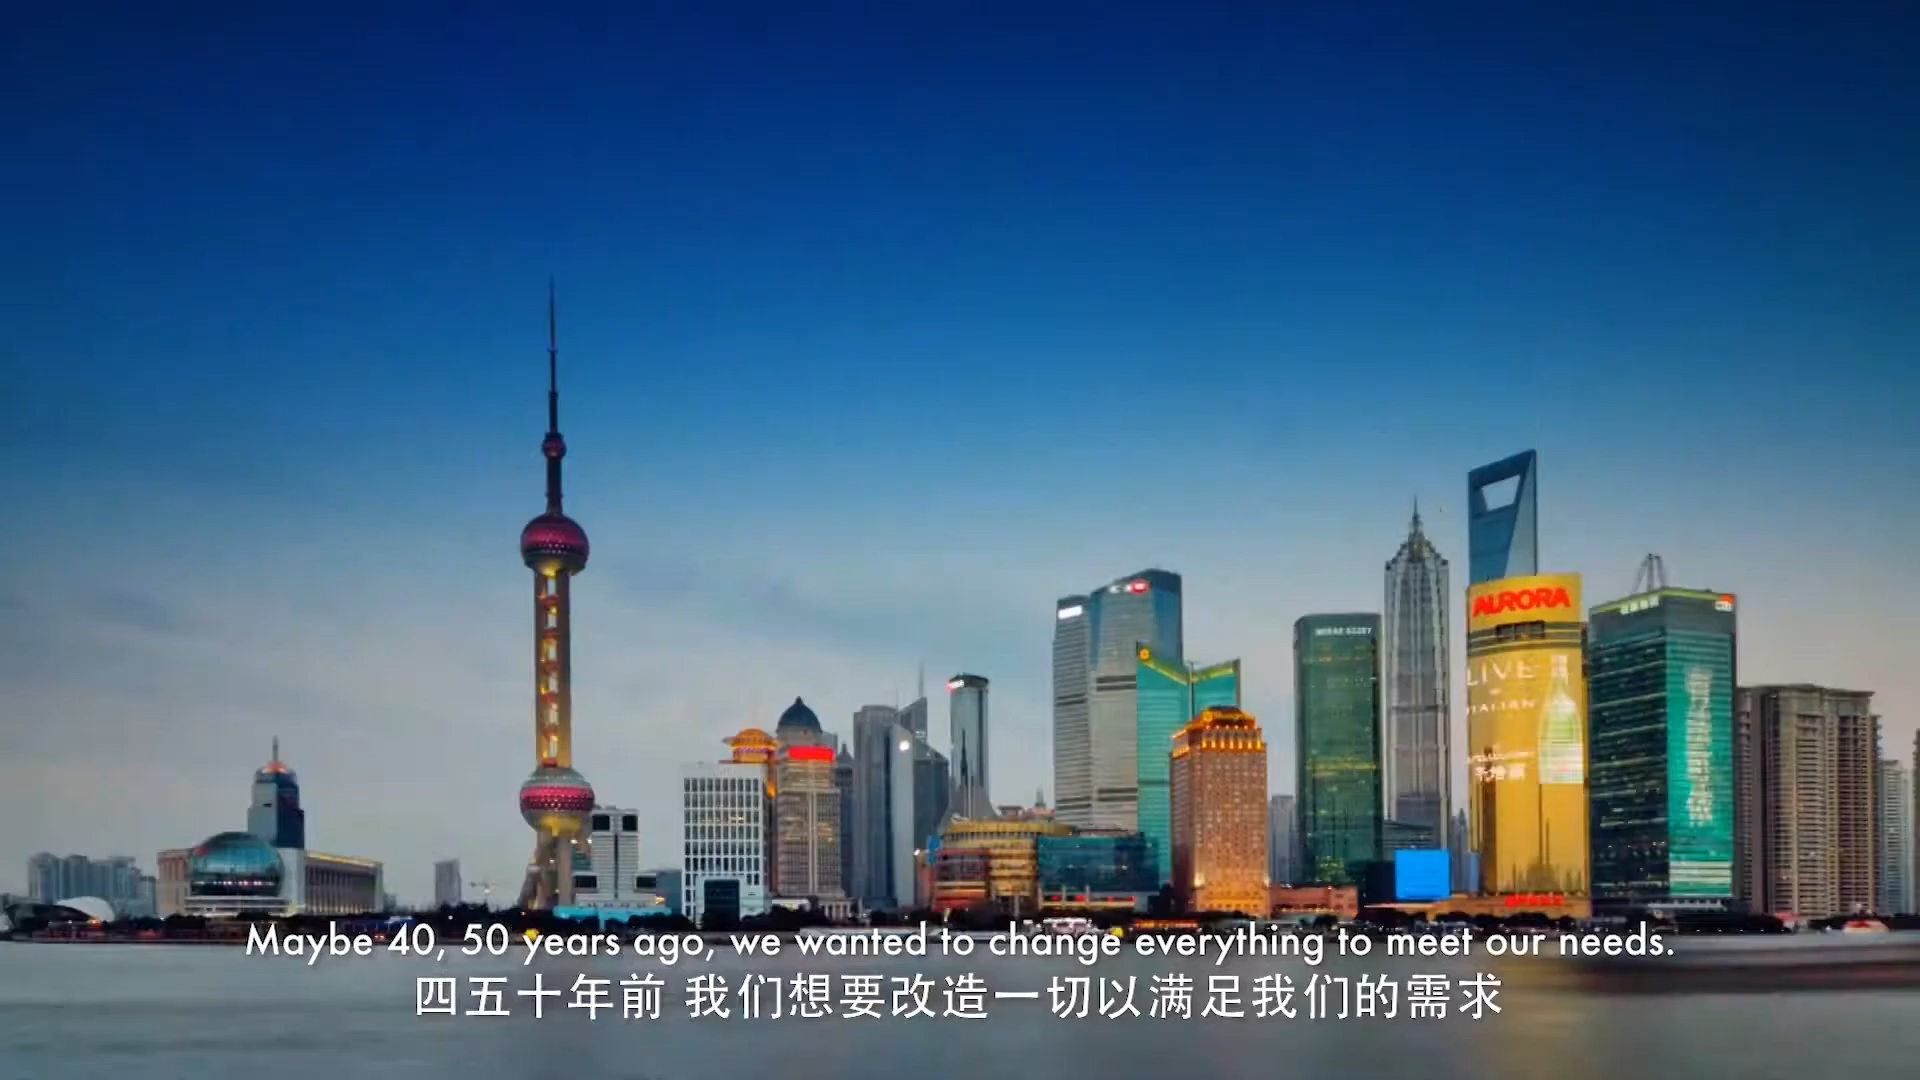 AURORA
LIVE
ITALIAN
Maybe 40, 50 years ago, we wanted to change everything to meet our needs.
四五十年前 我们想要改造一切以满足我们的需求